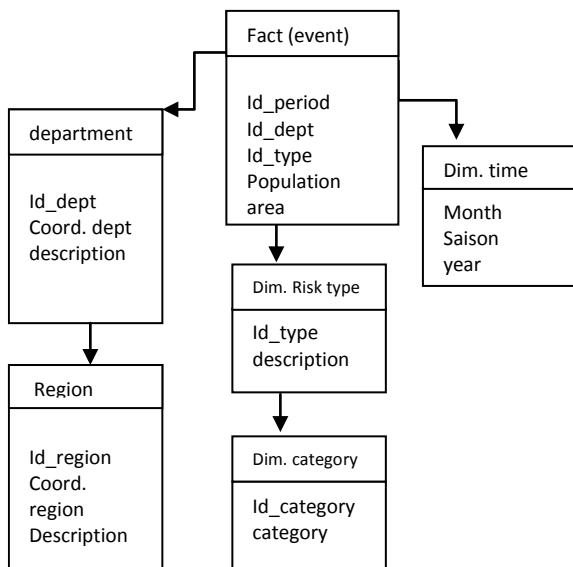 Fact (event)
Id_period
Id_dept
Id_type
Population
area
department
Id_dept
Coord. dept
description
Dim. time
Month
Saison
year
Dim. Risk type
Id_type
description
Region
Id_region
Coord.
region
Description
Dim. category
Id_category
category